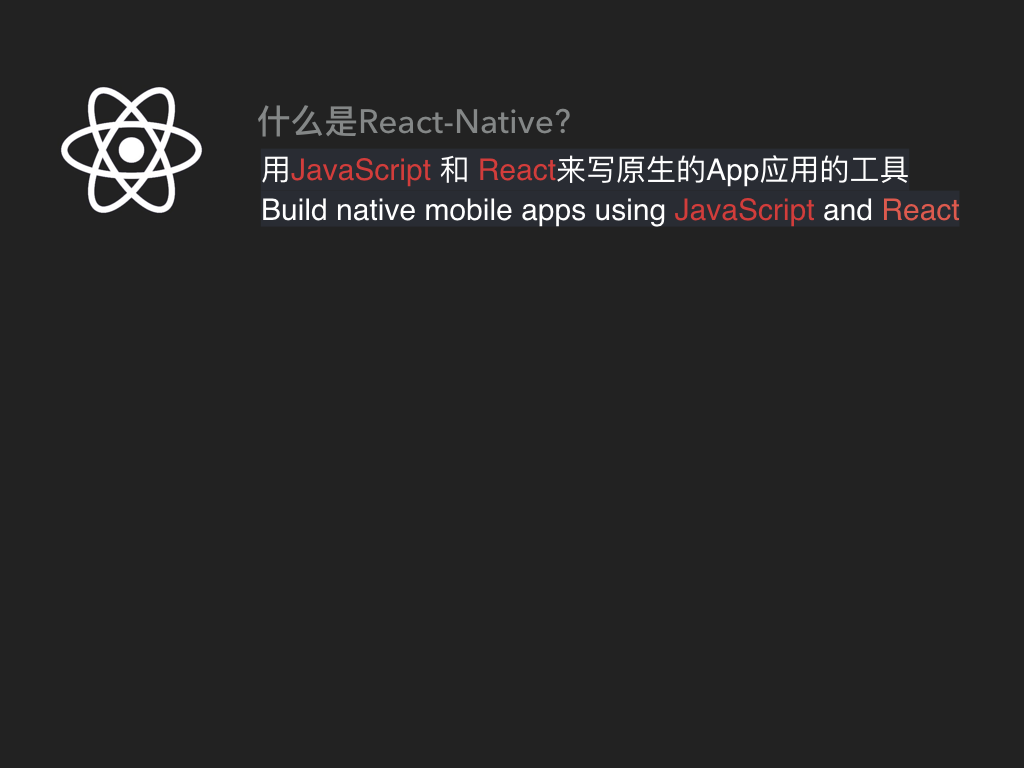 什么是React-Native?
用JavaScript 和 React来写原生的App应用的工具
Build native mobile apps using JavaScript and React